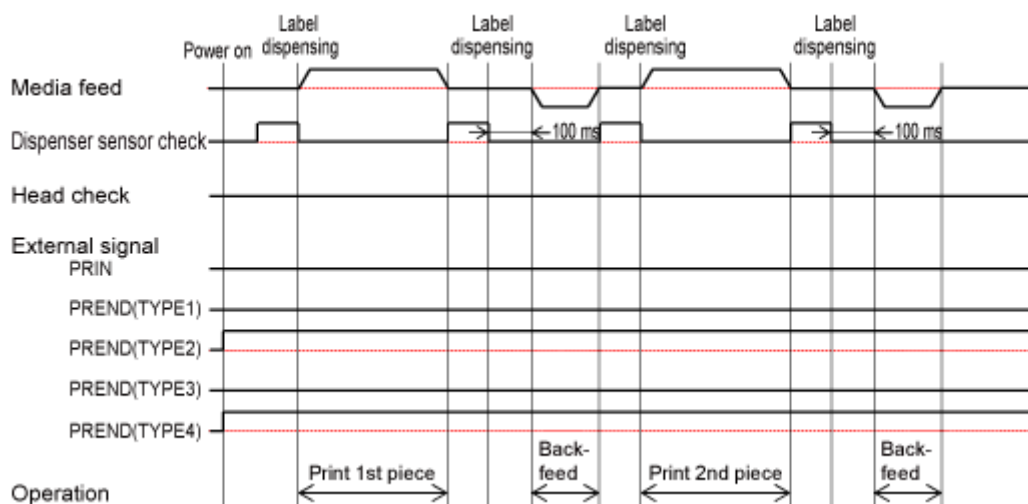 Label dispensing
Label dispensing
Label dispensing
Label dispensing
Power on
Media feed
Dispenser sensor check
100 ms
100 ms
Head check
External signal
PRIN
PREND(TYPE1)
PREND(TYPE2)
PREND(TYPE3)
PREND(TYPE4)
Operation
Print 1st piece
Back-
feed
Print 2nd piece
Back-
feed